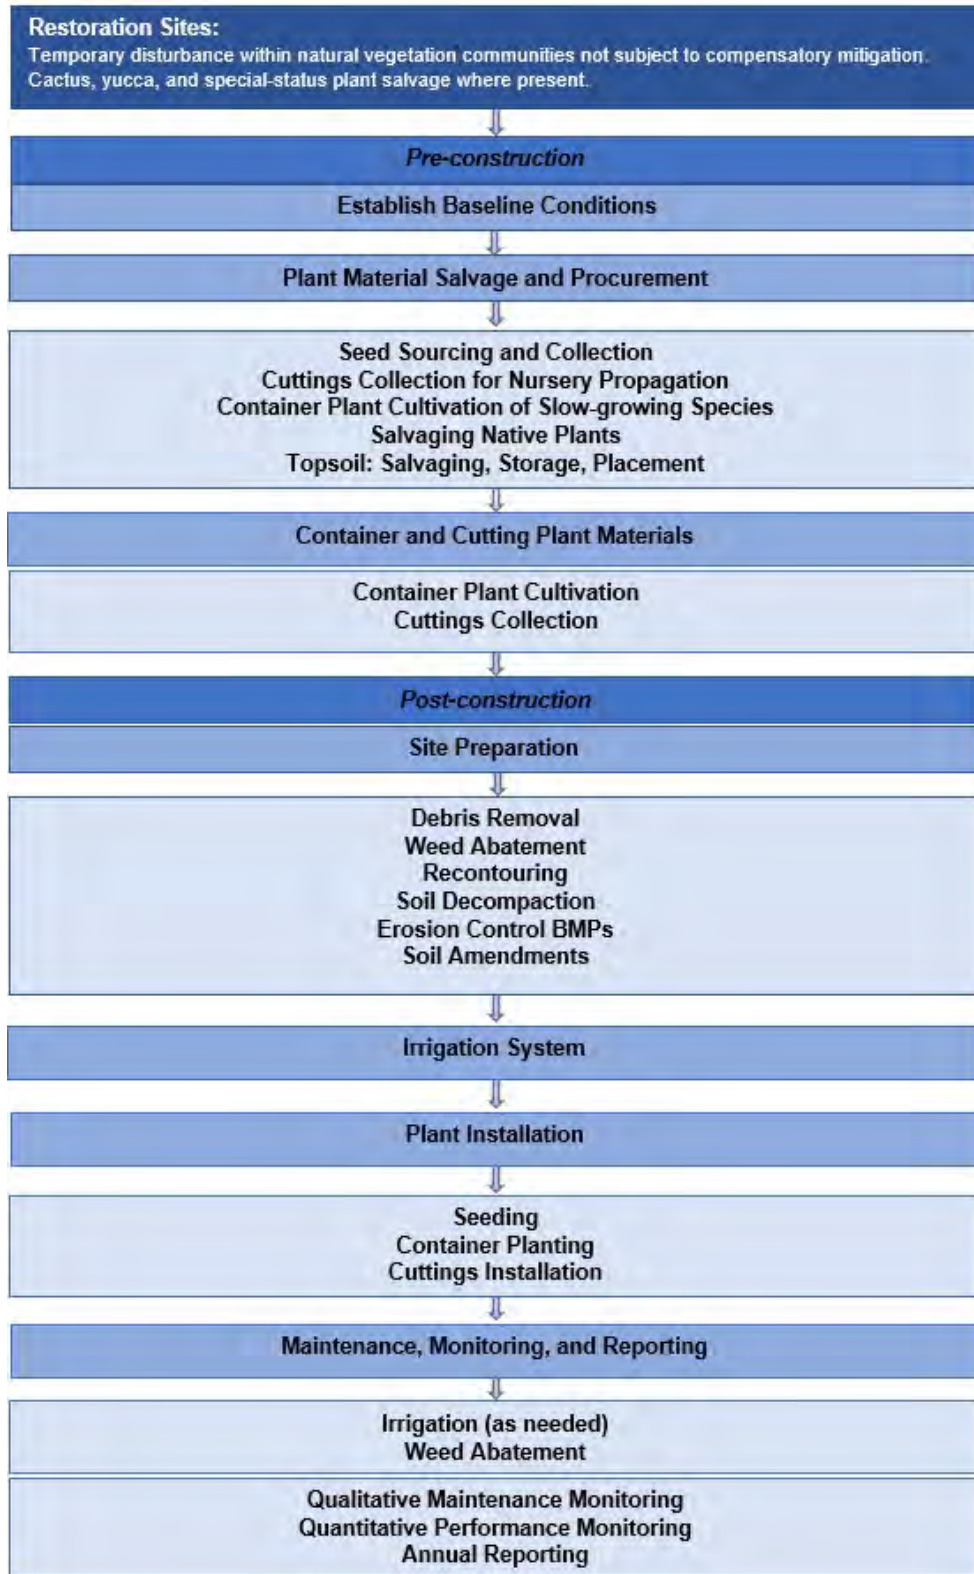 Restoration Sites:
Temporary disturbance within natural vegetation communities not subject to compensatory mitigation.
Cactus, yucca, and special-status plant salvage where present.
Pre-construction
Establish Baseline Conditions
Plant Material Salvage and Procurement
Seed Sourcing and Collection
Cuttings Collection for Nursery Propagation
Container Plant Cultivation of Slow-growing Species
Salvaging Native Plants
Topsoil: Salvaging, Storage, Placement
Container and Cutting Plant Materials
Container Plant Cultivation
Cuttings Collection
Post-construction
Site Preparation
Debris Removal
Weed Abatement
Recontouring
Soil Decompaction
Erosion Control BMPs
Soil Amendments
Irrigation System
Plant Installation
Seeding
Container Planting
Cuttings Installation
Maintenance, Monitoring, and Reporting
Irrigation (as needed)
Weed Abatement
Qualitative Maintenance Monitoring
Quantitative Performance Monitoring
Annual Reporting